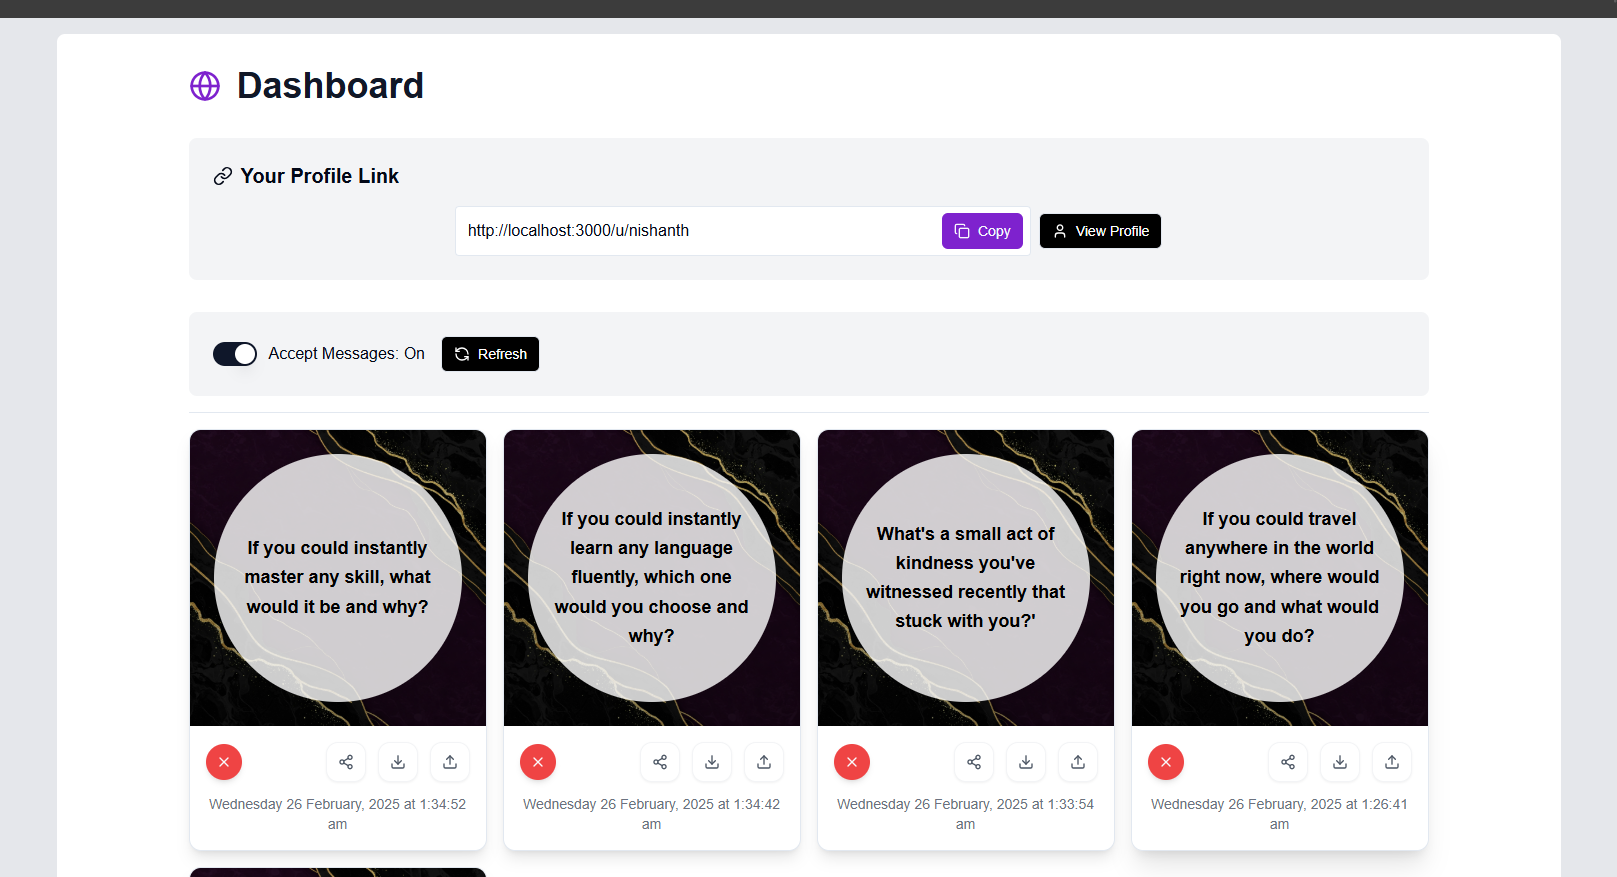 Dashboard
Your Profile Link
http://localhost:3000/u/nishanth
Copy
View Profile
Accept Messages: On
Refresh
If you could instantly
master any skill, what
would it be and why?
If you could instantly
learn any language
fluently, which one
would you choose and
why?
What's a small act of
kindness you've
witnessed recently that
stuck with you?'
If you could travel
anywhere in the world
right now, where would
you go and what would
you do?
Wednesday 26 February, 2025 at 1:34:52
am
Wednesday 26 February, 2025 at 1:34:42
am
Wednesday 26 February, 2025 at 1:33:54
am
Wednesday 26 February, 2025 at 1:26:41
am